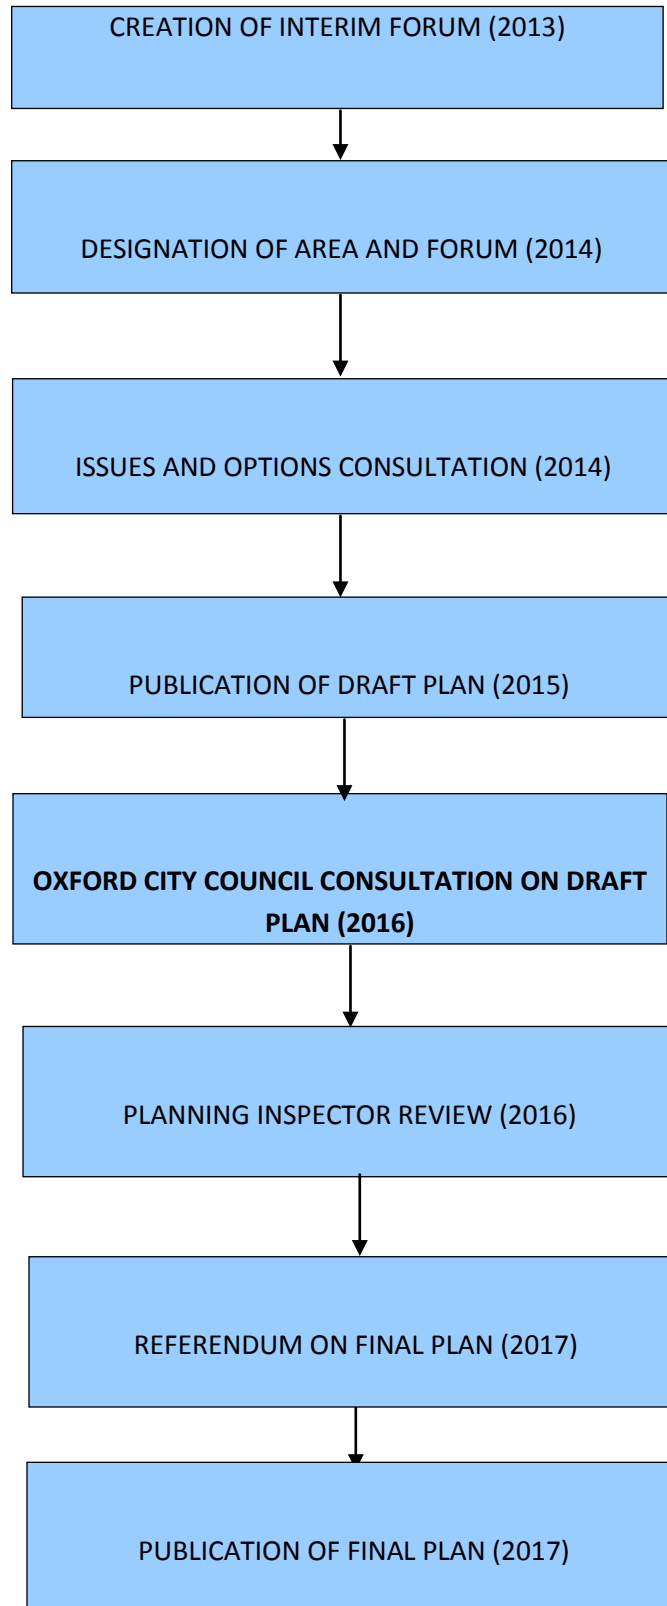 CREATION OF INTERIM FORUM (2013)
DESIGNATION OF AREA AND FORUM (2014)
ISSUES AND OPTIONS CONSULTATION (2014)
PUBLICATION OF DRAFT PLAN (2015)
OXFORD CITY COUNCIL CONSULTATION ON DRAFT
PLAN (2016)
PLANNING INSPECTOR REVIEW (2016)
REFERENDUM ON FINAL PLAN (2017)
PUBLICATION OF FINAL PLAN (2017)